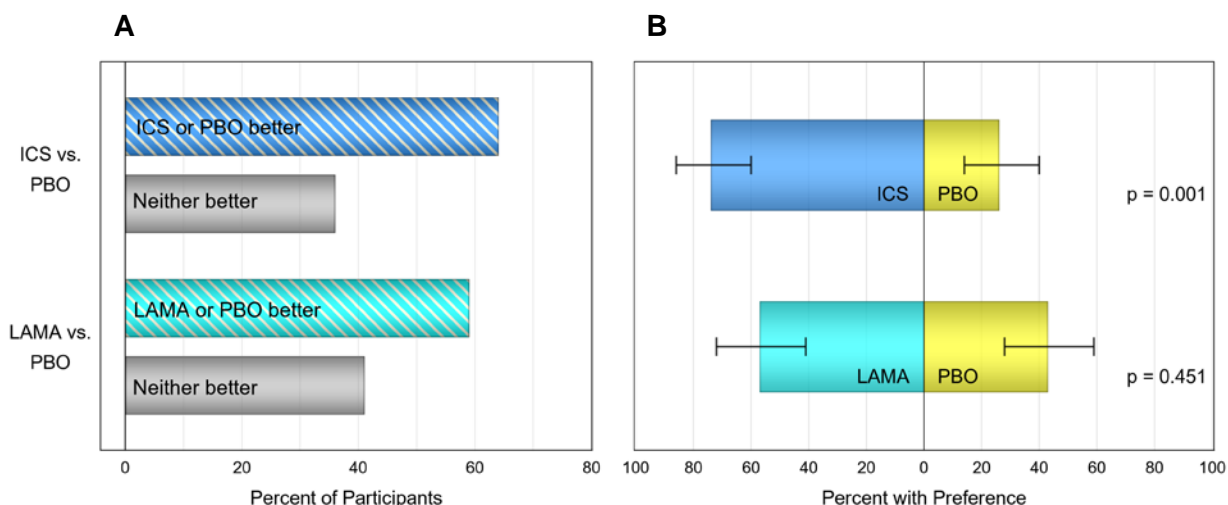 A
ICS vs.
PBO
ICS or PBO better
Neither better
LAMA vs.
PBO
LAMA or PBO better
Neither better
0 20 40 60 80
Percent of Participants
B
ICS PBO
p = 0.001
LAMA PBO
p = 0.451
100 80 60 40 20 0 20 40 60 80 100
Percent with Preference